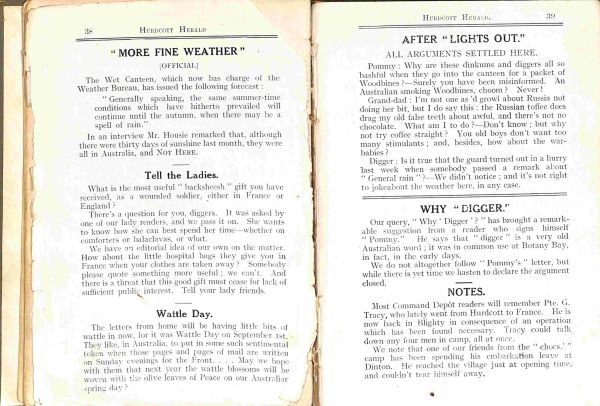 38 HURDCOTT HERALD
"MORE FINE WEATHER"
[OFFICIAL]
The Wet Canteen, which now has charge of the
Weather Bureau, has issued the following forecast :
" Generally speaking, the same summer-time
conditions which have hitherto prevailed will
continue until the autumn, when there may be a
spell of rain."
In an interview Mr. Housie remarked that, although
there were thirty days of sunshine last month, they were
all in Australia, and NOT HERE.
Tell the Ladies.
What is the most useful " backsheesh " gift you have
received, as a wounded soldier, either in France or
England ?
There's a question for you, diggers. It was asked by
one of our lady readers, and we pass it on. She wants
to know how she can best spend her time—whether on
comforters or balaclavas, or what.
We have an editorial idea of our own on the matter.
How about the little hospital bags they give you in
France when your clothes are taken away? Somebody
please quote something more useful ; we can't. And
there is a threat that this good gift must cease for lack of
sufficient public interest. Tell your lady friends.
Wattle Day.
The letters from home will be having little bits of
wattle in now, for it was Wattle Day on September 1st.
They like, in Australia, to put in some such sentimental
token when those pages and pages of mail are written
on Sunday evenings for the Front. . . . May we hope
with them that next year the wattle blossoms will be
woven with the olive leaves of Peace on our Australian
spring day ?
HURDCOTT HERALD. 39
AFTER "LIGHTS OUT."
ALL ARGUMENTS SETTLED HERE.
Pommy : Why are these dinkums and diggers all so
bashful when they go into the canteen for a packet of
Woodbines ?—Surely you have been misinformed. An
Australian smoking Woodbines, choom ? Never !
Grand-dad : I'm not one as 'd growl about Russia not
doing her bit, but I do say this : the Russian toffee does
drag my old false teeth about awful, and there's not no
chocolate. What am I to do ?—Don't know ; but why
not try coffee straight ? You old boys don't want too
many stimulants ; and, besides, how about the war-
babies ?
Digger : Is it true that the guard turned out in a hurry
last week when somebody passed a remark about
" General rain " ?—We didn't notice ; and it's not right
to joke about the weather here, in any case.
WHY "DIGGER."
Our query, " Why ' Digger ' ? " has brought a remark-
able suggestion from a reader who signs himself
" Pommy." He says that " digger " is a very old
Australian word ; it was in common use at Botany Bay,
in fact, in the early days.
We do not altogether follow " Pommy's " letter, but
while there is yet time we hasten to declare the argument
closed.
NOTES.
Most Command Depôt readers will remember Pte. G.
Tracy, who lately went from Hurdcott to France. He is
now back in Blighty in consequence of an operation
which has been found necessary. Tracy could talk
down any four men in camp, all at once.
We note that one of our friends from the " chocs.'"
camp has been spending his embarkation leave at
Dinton. He reached the village just at opening time,
and couldn't tear himself away.